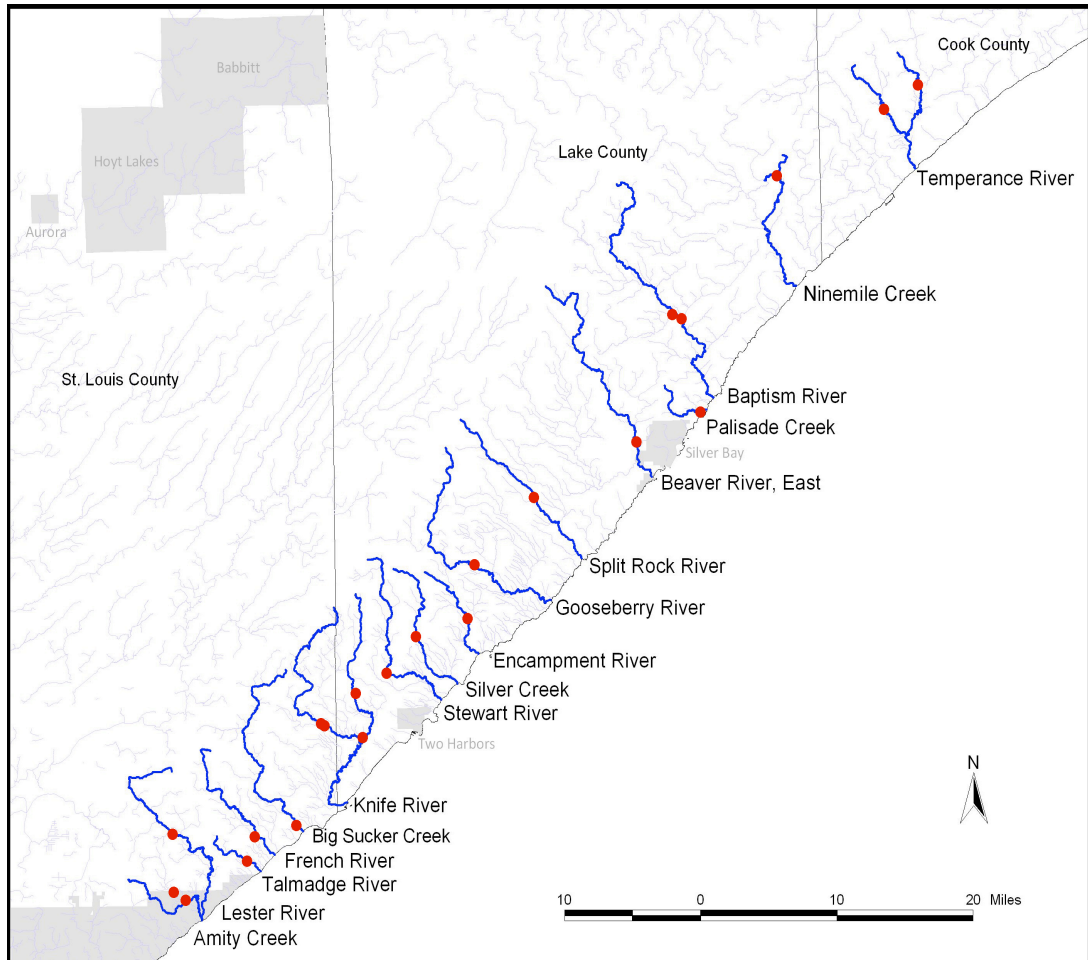 Cook County
Babbitt
Lake County
Hoyt Lakes
Temperance River
Aurora
Ninemile Creek
St. Louis County
Baptism River
Palisade Creek
Silver Bay
Beaver River, East
Split Rock River
Gooseberry River
Encampment River
Silver Creek
Stewart River
Two Harbors
N
Knife River
Big Sucker Creek
French River
Talmadge River
10 0 10 20 Miles
Lester River
Amity Creek